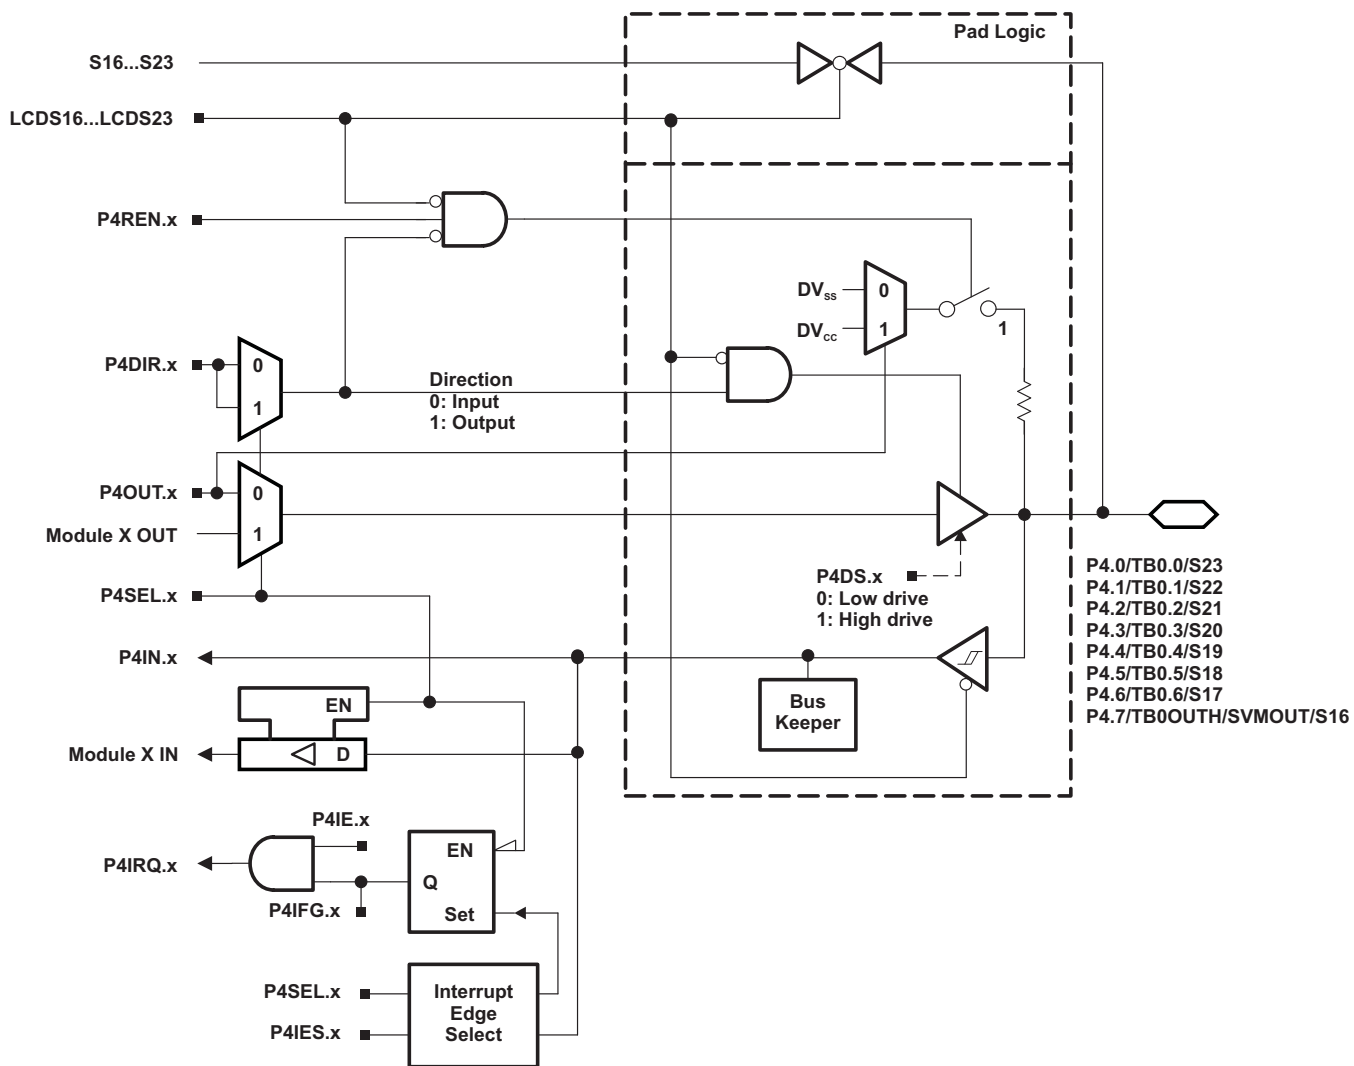 Pad Logic
S16...S23
LCDS16...LCDS23
P4REN.x
DVSS
0
DVCC
1
1
P4DIR.x
0
1
Direction
0: Input
1: Output
P4OUT.x
0
Module X OUT
1
P4DS.x
0: Low drive
1: High drive
P4SEL.x
P4.0/TB0.0/S23
P4.1/TB0.1/S22
P4.2/TB0.2/S21
P4.3/TB0.3/S20
P4.4/TB0.4/S19
P4.5/TB0.5/S18
P4.6/TB0.6/S17
P4.7/TB0OUTH/SVMOUT/S16
P4IN.x
Bus
Keeper
EN
Module X IN
D
P4IE.x
P4IRQ.x
EN
Q
Set
P4IFG.x
P4SEL.x
P4IES.x
Interrupt
Edge
Select